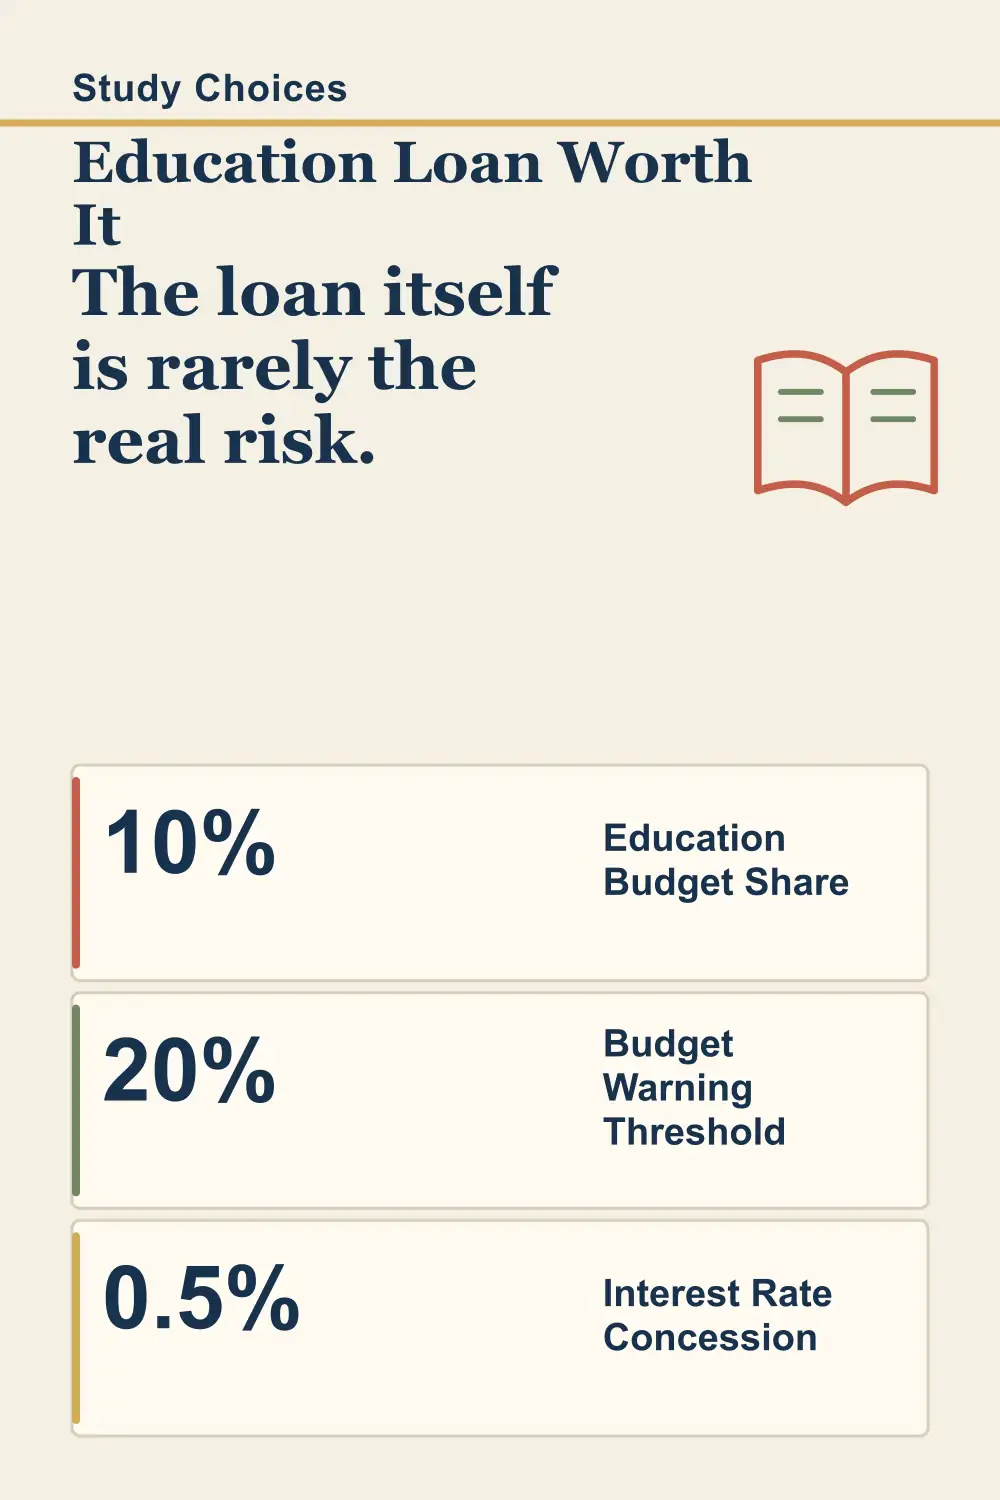 Study Choices
Education Loan Worth
It
The loan itself
is rarely the
real risk.
10%
Education
Budget Share
20%
Budget
Warning
Threshold
0.5%
Interest Rate
Concession